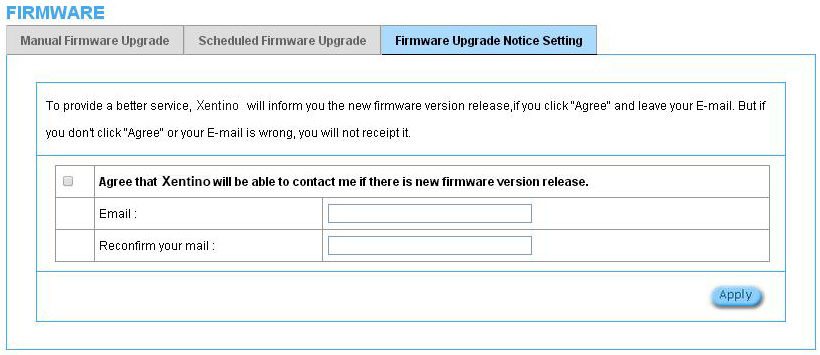 FIRMWARE
Manual Firmware Upgrade Scheduled Firmware Upgrade Firmware Upgrade Notice Setting
To provide a better service, Xentino will inform you the new firmware version release,if you click "Agree" and leave your E-mail. But if
you don't click "Agree" or your E-mail is wrong, you will not receipt it.
Agree that Xentino will be able to contact me if there is new firmware version release.
Email :
Reconfirm your mail :
Apply